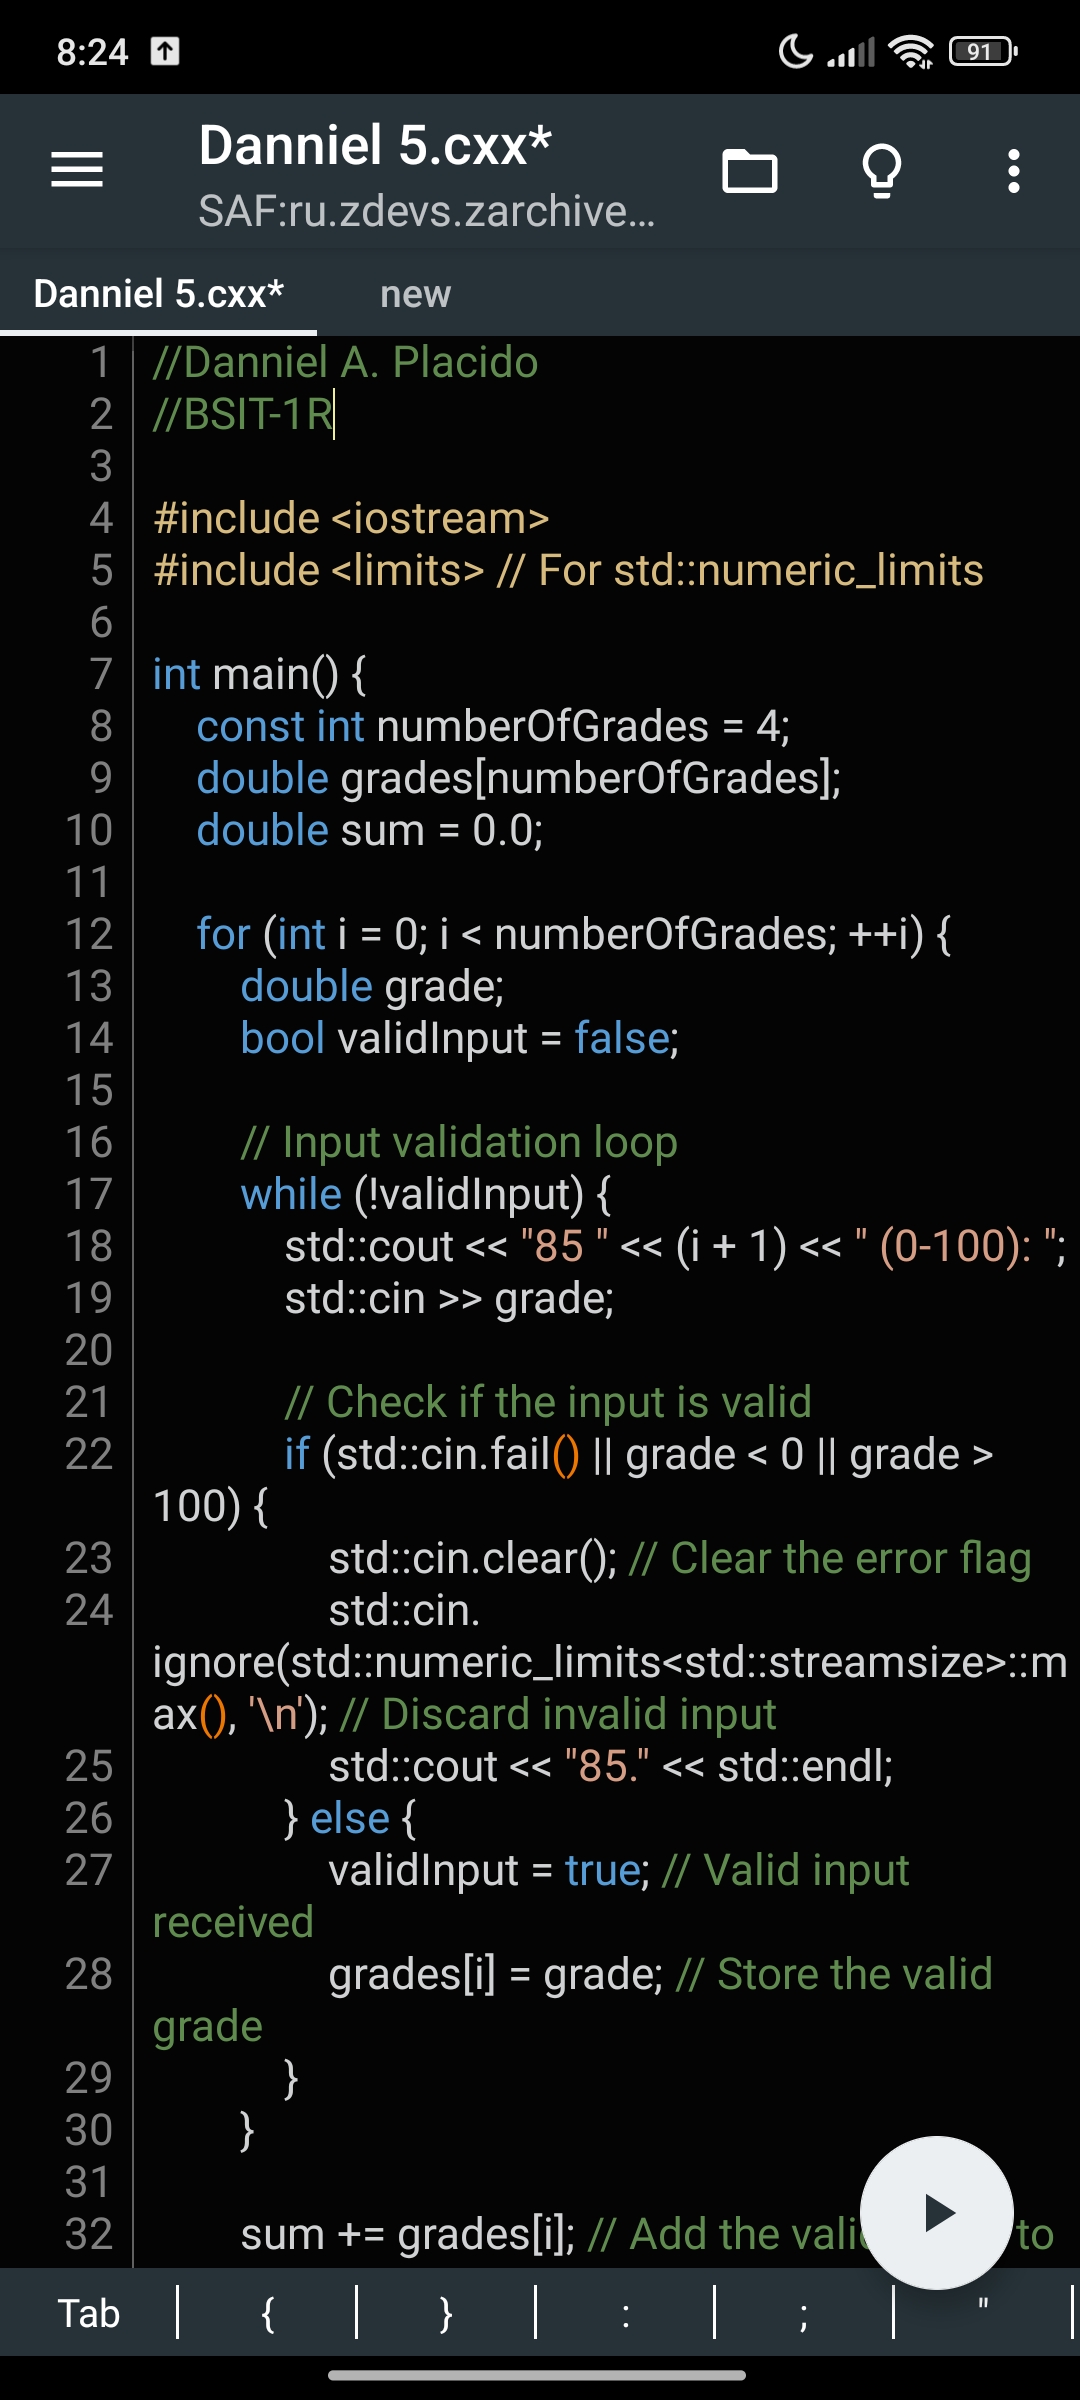 8:24
91
Danniel 5.cxx*
SAF:ru.zdevs.zarchive...
Danniel 5.cxx*
new
1 //Danniel A. Placido
2 //BSIT-1R
3
4 #include <iostream>
5 #include <limits> // For std::numeric_limits
6
7 int main() {
8 const int numberOfGrades = 4;
9 double grades[numberOfGrades];
10 double sum = 0.0;
11
12 for (int i = 0; i < numberOfGrades; ++i) {
13 double grade;
14 bool validInput = false;
15
16 // Input validation loop
17 while (!validInput) {
18 std::cout << "85 " << (i + 1) << " (0-100): ";
19 std::cin >> grade;
20
21 // Check if the input is valid
22 if (std::cin.fail() || grade < 0 || grade >
100) {
23 std::cin.clear(); // Clear the error flag
24 std::cin.
ignore(std::numeric_limits<std::streamsize>::m
ax(), '\n'); // Discard invalid input
25 std::cout << "85." << std::endl;
26 } else {
27 validInput = true; // Valid input
received
28 grades[i] = grade; // Store the valid
grade
29 }
30 }
31
32 sum += grades[i]; // Add the to
Tab { } : ; "